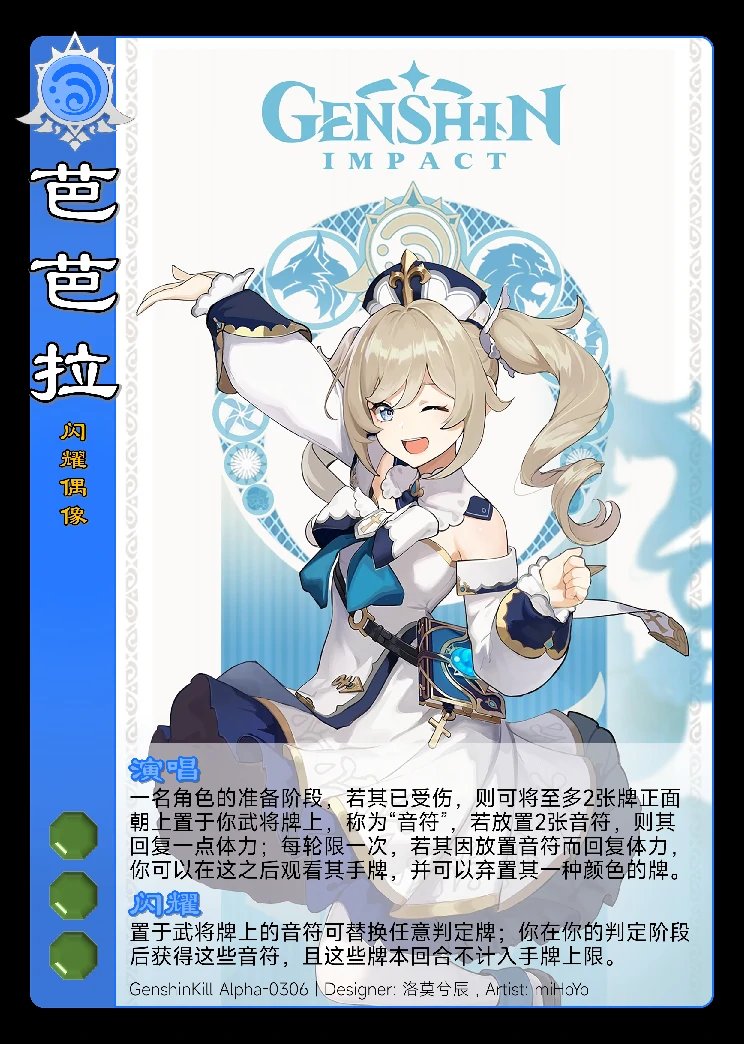 GENSHIN
IMPACT
芭芭拉
闪耀偶像
演唱
一名角色的准备阶段，若其已受伤，则可将至多2张牌正面
朝上置于你武将牌上，称为“音符”，若放置2张音符，则其
回复一点体力；每轮限一次，若其因放置音符而回复体力，
你可以在这之后观看其手牌，并可以弃置其一种颜色的牌。
闪耀
置于武将牌上的音符可替换任意判定牌；你在你的判定阶段
后获得这些音符，且这些牌本回合不计入手牌上限。
GenshinKill Alpha-0306 | Designer: 洛莫兮辰 , Artist: miHoYo